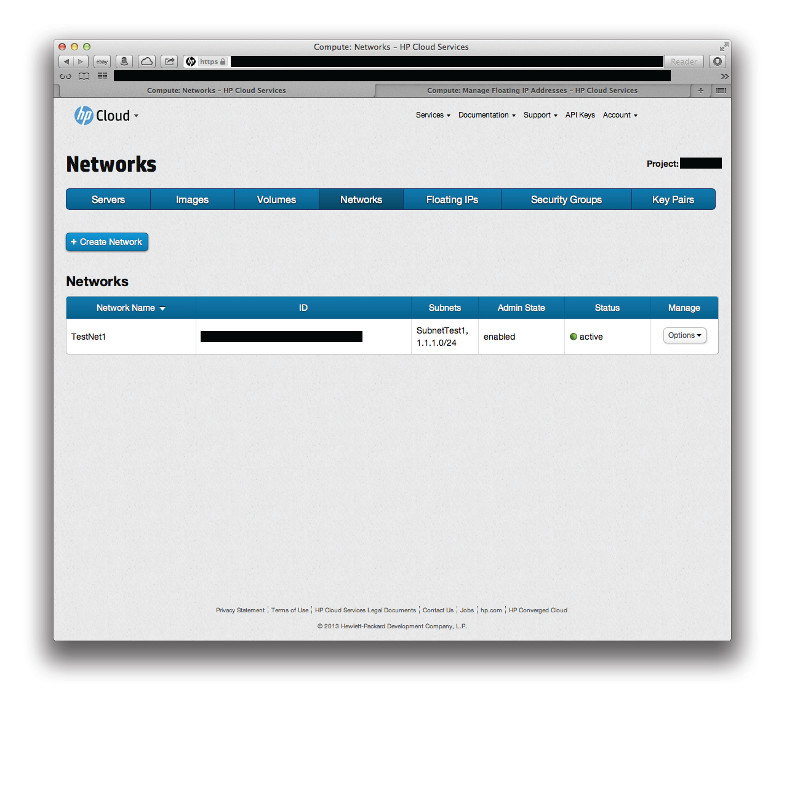 Compute: Networks – HP Cloud Services
ebay https Reader
Compute: Networks – HP Cloud Services Compute: Manage Floating IP Addresses – HP Cloud Services +
hp Cloud Services Documentation Support API Keys Account
Networks Project:
Servers Images Volumes Networks Floating IPs Security Groups Key Pairs
+ Create Network
Networks
Network Name ID Subnets Admin State Status Manage
TestNet1 SubnetTest1, 1.1.1.0/24 enabled active Options
Privacy Statement | Terms of Use | HP Cloud Services Legal Documents | Contact Us | Jobs | hp.com | HP Converged Cloud
© 2013 Hewlett-Packard Development Company, L.P.